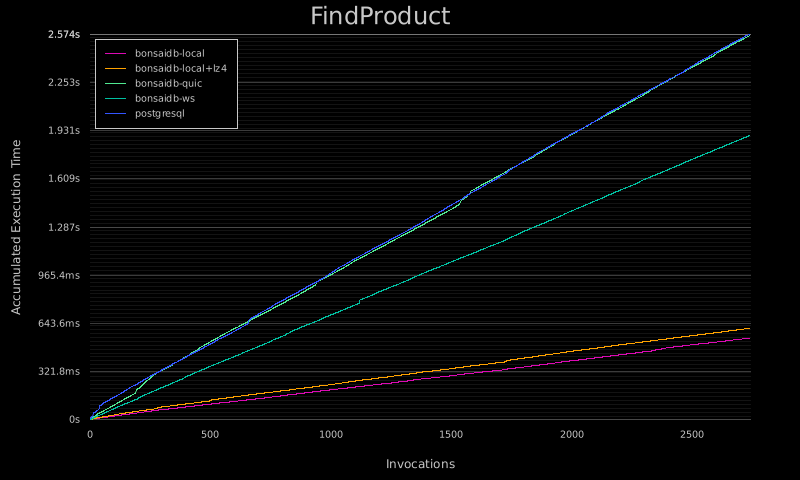 FindProduct
2.574s
2.253s
1.931s
1.609s
1.287s
965.4ms
643.6ms
321.8ms
0s
Accumulated Execution Time
bonsaidb-local
bonsaidb-local+lz4
bonsaidb-quic
bonsaidb-ws
postgresql
0 500 1000 1500 2000 2500
Invocations